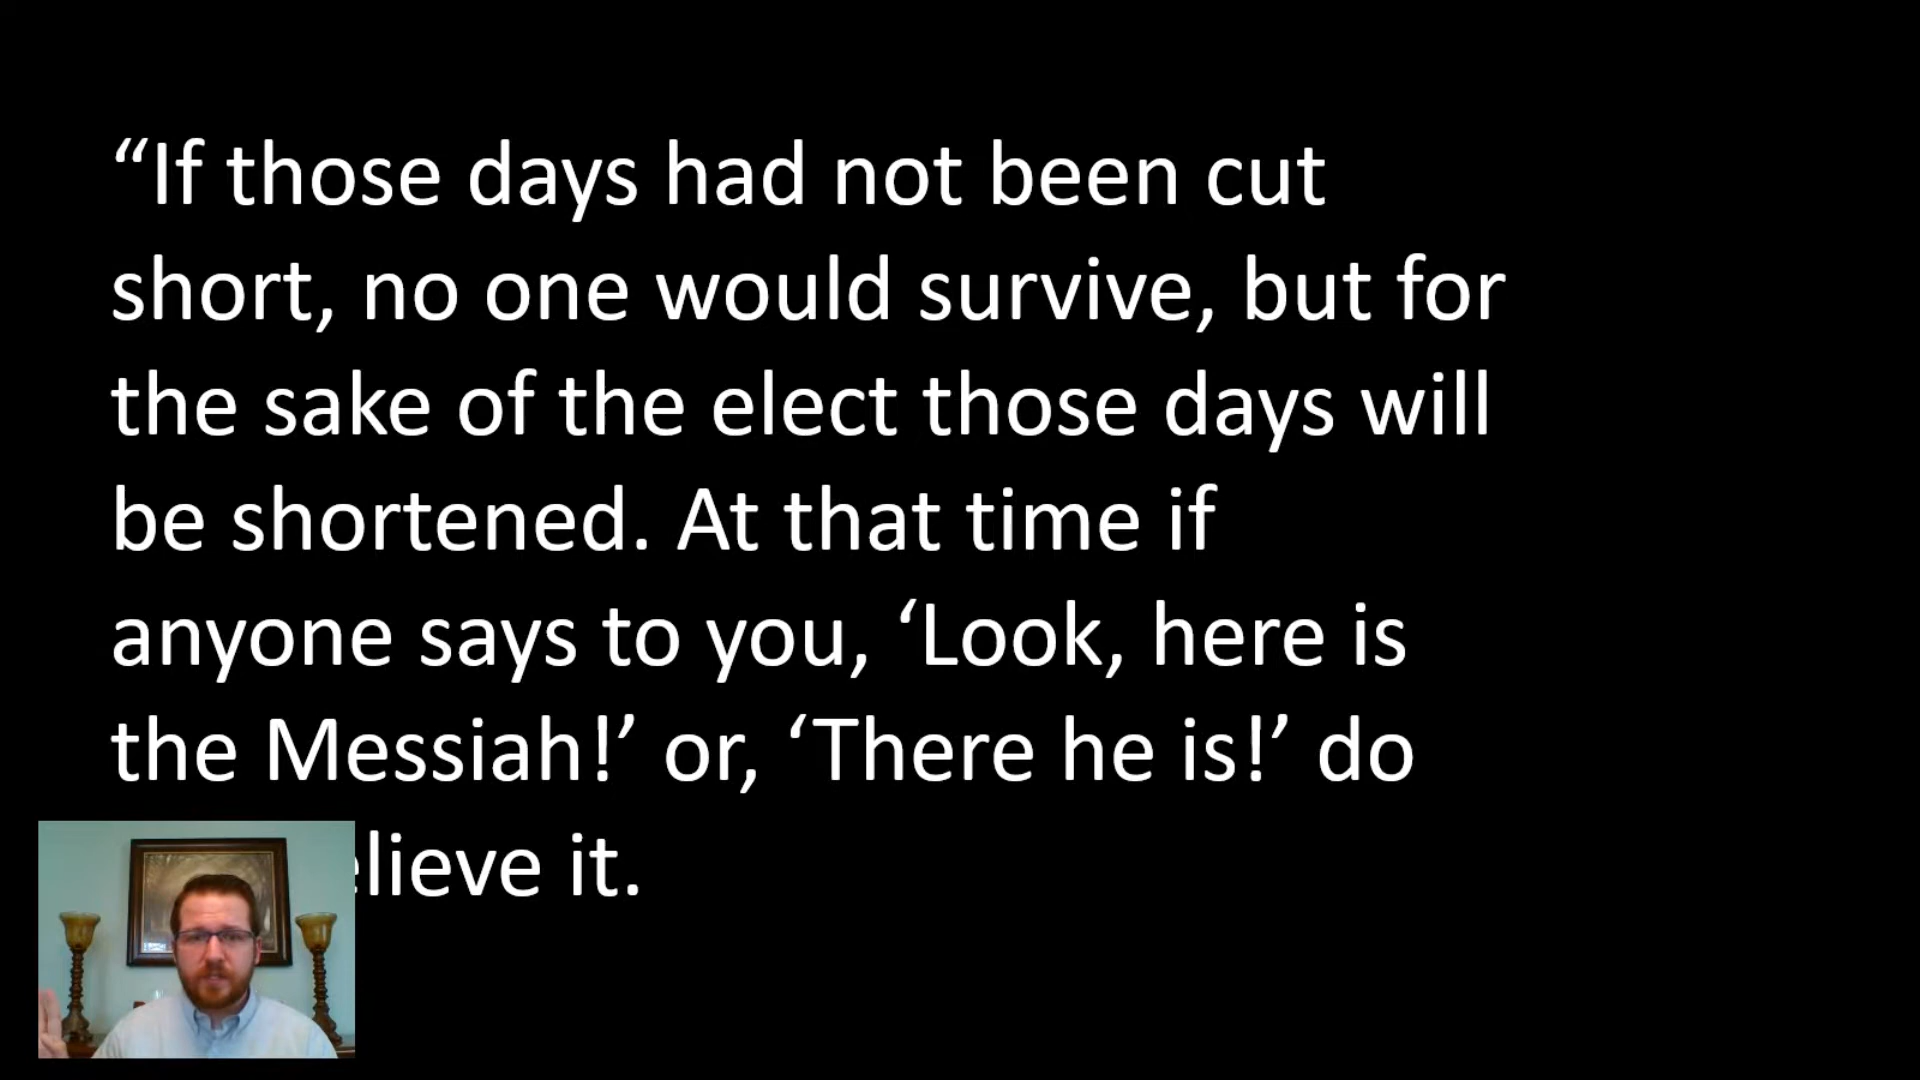 “If those days had not been cut
short, no one would survive, but for
the sake of the elect those days will
be shortened. At that time if
anyone says to you, ‘Look, here is
the Messiah!’ or, ‘There he is!’ do
elieve it.